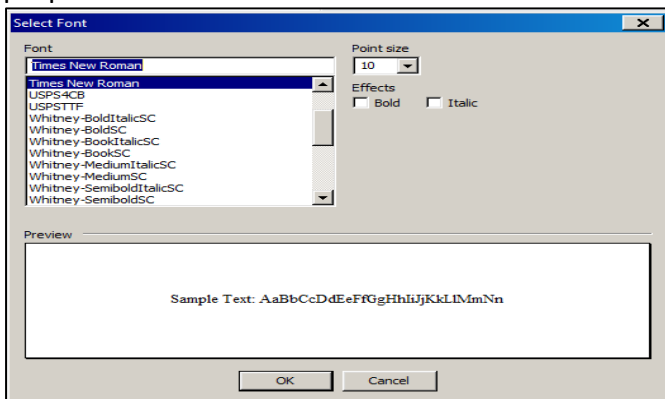 Select Font
Font
Times New Roman
Times New Roman
USPS4CB
USPSTTF
Whitney-BoldItalicSC
Whitney-BoldSC
Whitney-BookItalicSC
Whitney-BookSC
Whitney-MediumItalicSC
Whitney-MediumSC
Whitney-SemiboldItalicSC
Whitney-SemiboldSC
Point size
10
Effects
Bold Italic
Preview
Sample Text: AaBbCcDdEeFfGgHhIiJjKkLlMmNn
OK Cancel